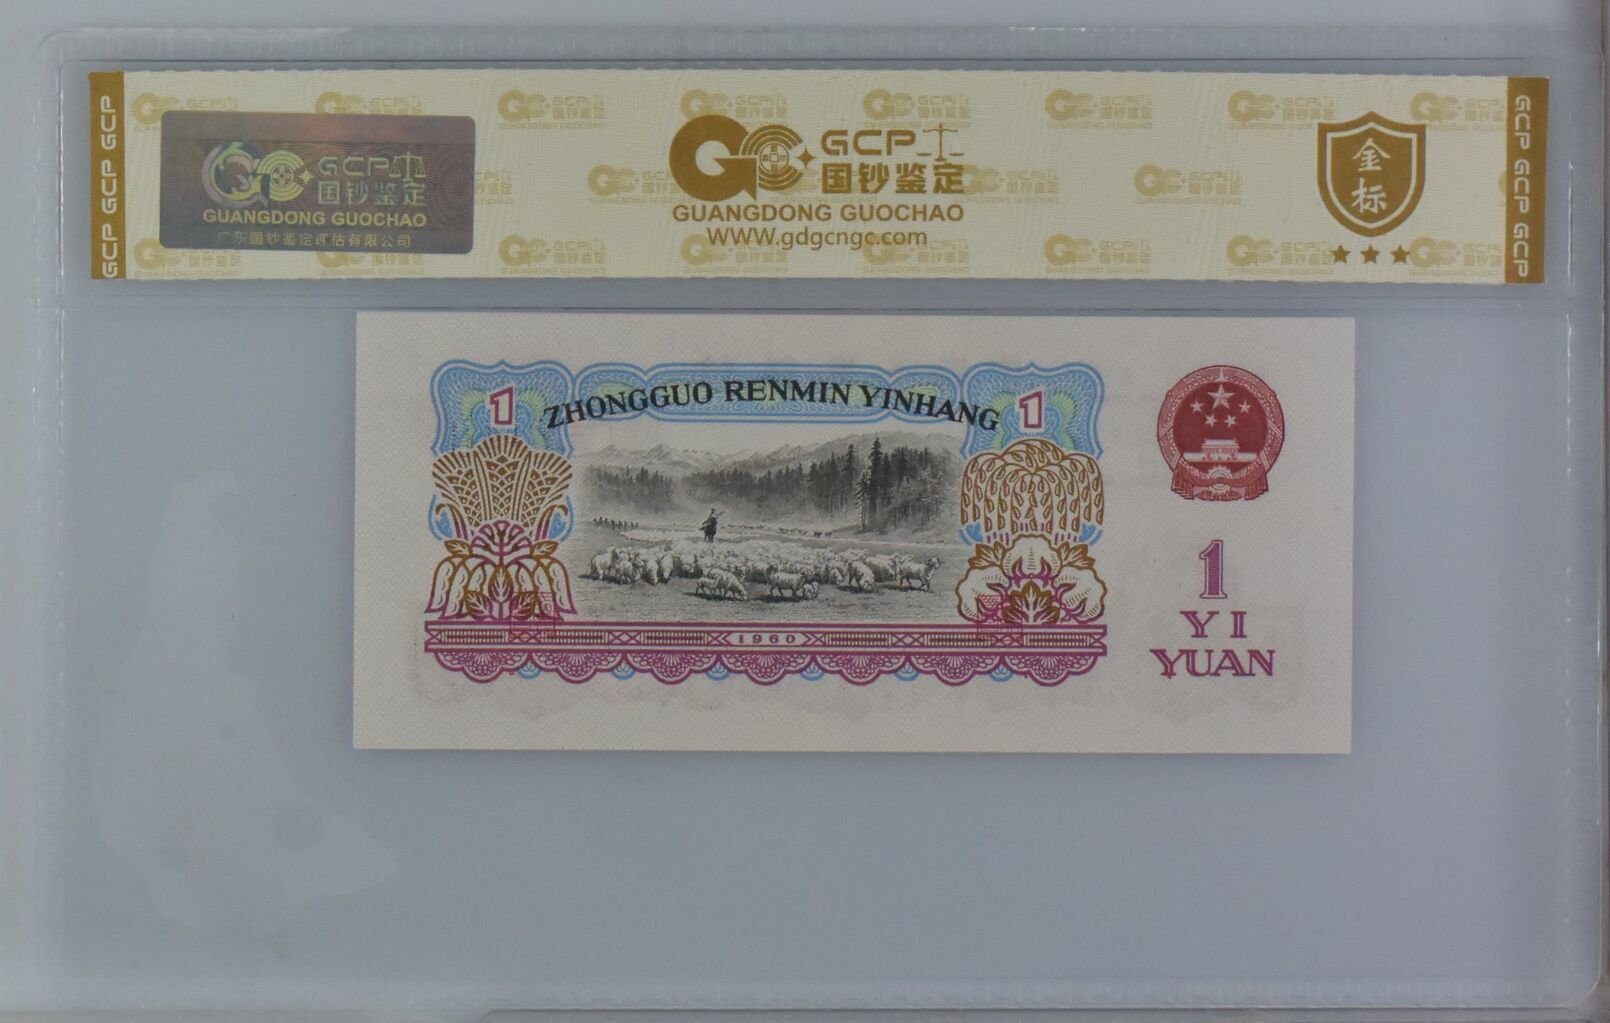 GCP GCP GCP
GCP
国钞鉴定
GUANGDONG GUOCHAO
广东国钞鉴定评估有限公司
GCP
国钞鉴定
GUANGDONG GUOCHAO
WWW.gdgcngc.com
金
标
GCP GCP GCP
1 ZHONGGUO RENMIN YINHANG 1
1960
1
YI
YUAN